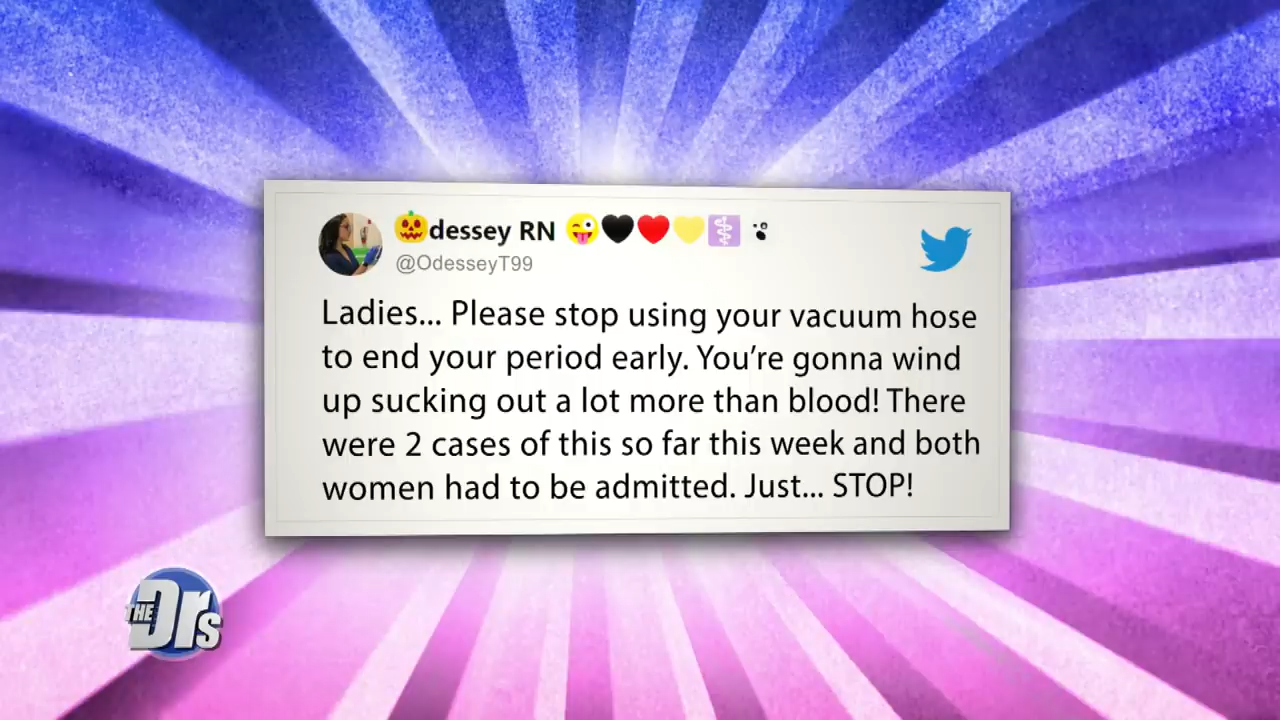 🎃dessey RN 😜🖤❤️💛⚕️
@OdesseyT99
Ladies... Please stop using your vacuum hose
to end your period early. You’re gonna wind
up sucking out a lot more than blood! There
were 2 cases of this so far this week and both
women had to be admitted. Just... STOP!
THE Drs